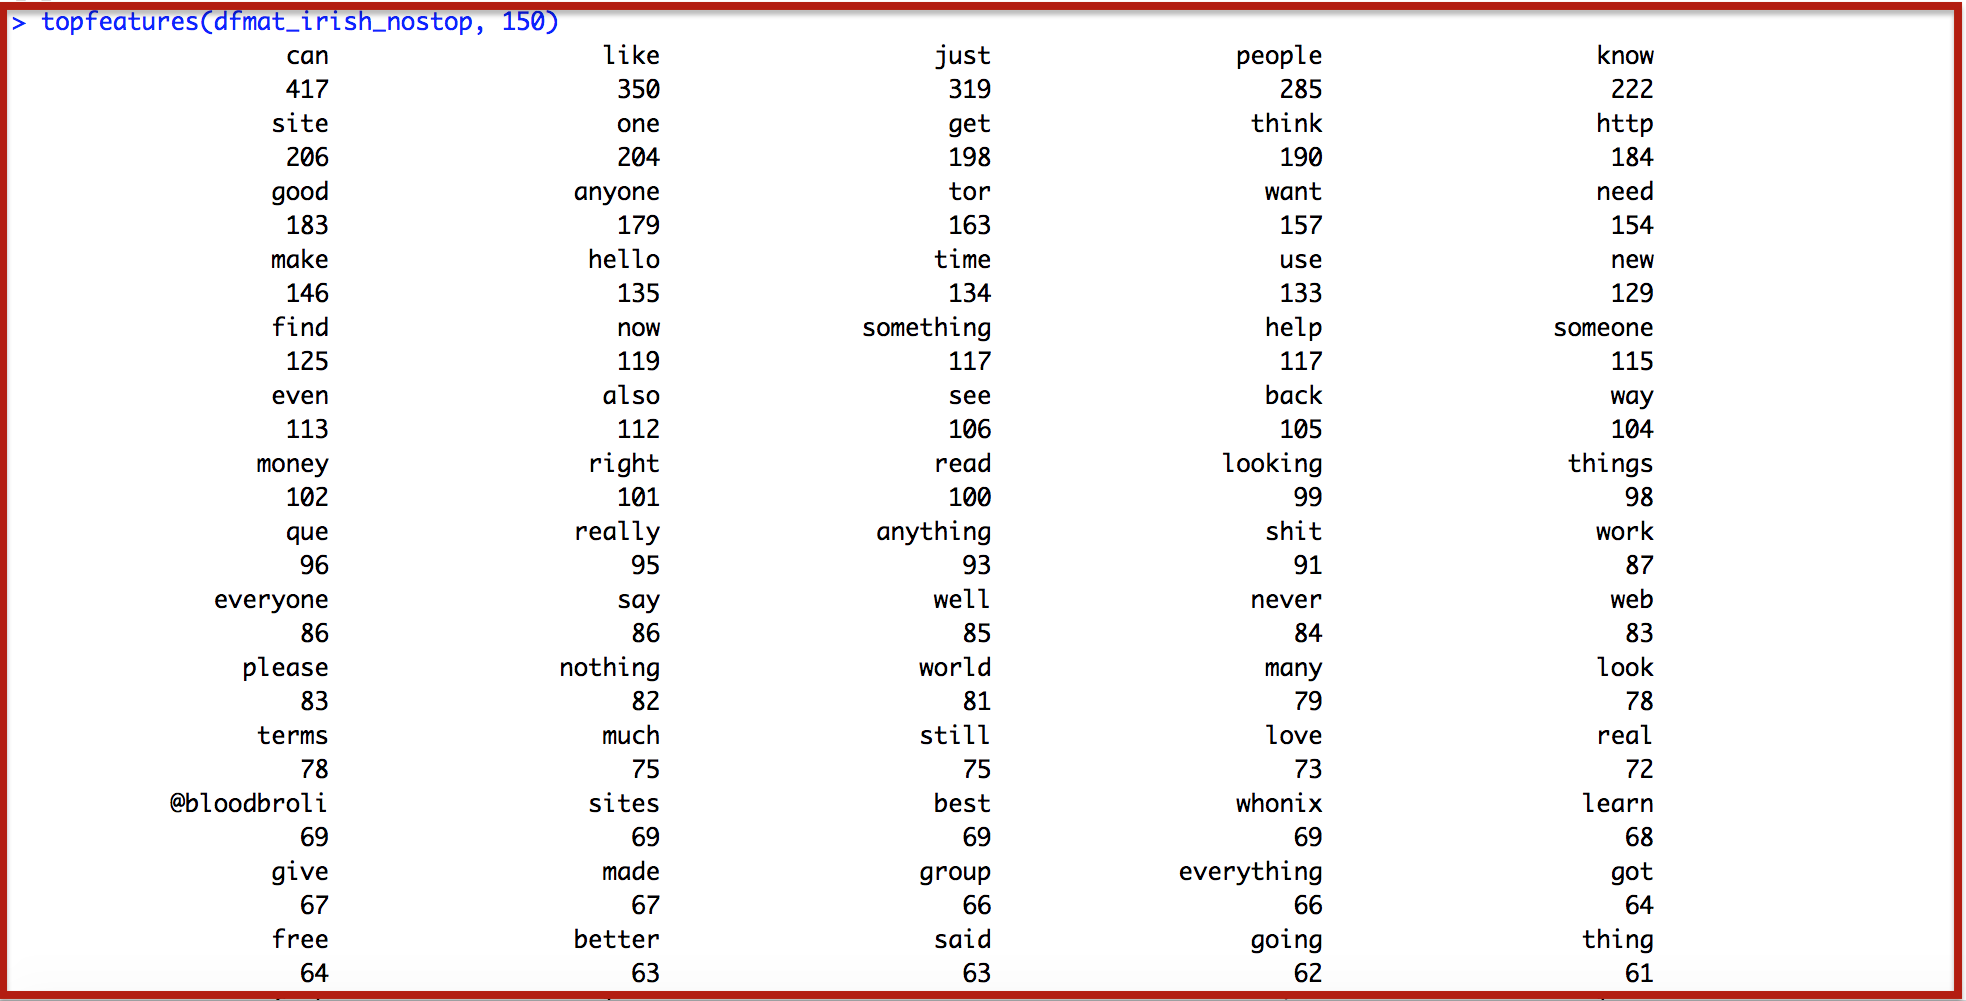 > topfeatures(dfmat_irish_nostop, 150)
can like just people know
417 350 319 285 222
site one get think http
206 204 198 190 184
good anyone tor want need
183 179 163 157 154
make hello time use new
146 135 134 133 129
find now something help someone
125 119 117 117 115
even also see back way
113 112 106 105 104
money right read looking things
102 101 100 99 98
que really anything shit work
96 95 93 91 87
everyone say well never web
86 86 85 84 83
please nothing world many look
83 82 81 79 78
terms much still love real
78 75 75 73 72
@bloodbroli sites best whonix learn
69 69 69 69 68
give made group everything got
67 67 66 66 64
free better said going thing
64 63 63 62 61